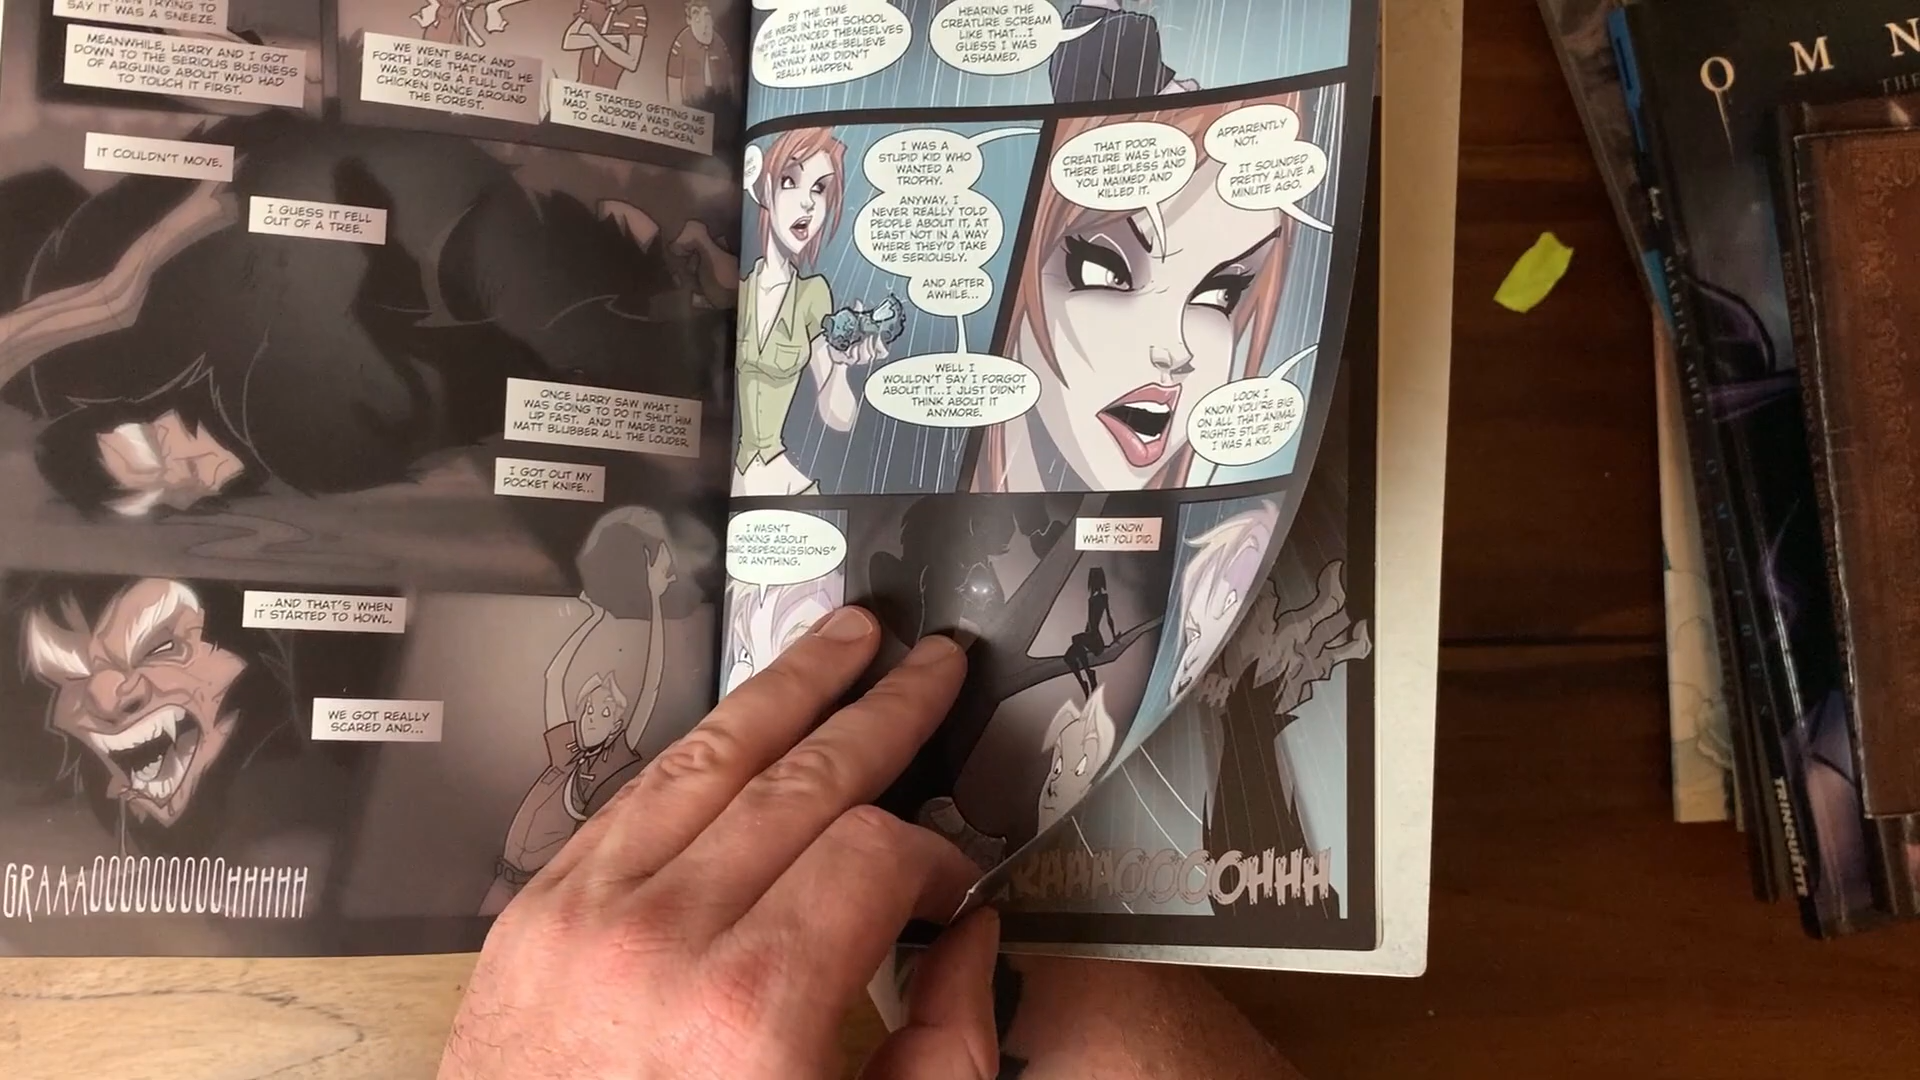 THEN TRYING TO
SAY IT WAS A SNEEZE.
MEANWHILE, LARRY AND I GOT
DOWN TO THE SERIOUS BUSINESS
OF ARGUING ABOUT WHO HAD
TO TOUCH IT FIRST.
WE WENT BACK AND
FORTH LIKE THAT UNTIL HE
WAS DOING A FULL OUT
CHICKEN DANCE AROUND
THE FOREST.
THAT STARTED GETTING ME
MAD. NOBODY WAS GOING
TO CALL ME A CHICKEN.
IT COULDN'T MOVE.
I GUESS IT FELL
OUT OF A TREE.
ONCE LARRY SAW WHAT I
WAS GOING TO DO IT SHUT HIM
UP FAST. AND IT MADE POOR
MATT BLUBBER ALL THE LOUDER.
I GOT OUT MY
POCKET KNIFE...
...AND THAT'S WHEN
IT STARTED TO HOWL.
WE GOT REALLY
SCARED AND...
GRAAAOOOOOOOOOHHHHH
BY THE TIME
WE WERE IN HIGH SCHOOL
THEY'D CONVINCED THEMSELVES
IT WAS ALL MAKE-BELIEVE
ANYWAY AND DIDN'T
REALLY HAPPEN.
HEARING THE
CREATURE SCREAM
LIKE THAT...I
GUESS I WAS
ASHAMED.
I WAS A
STUPID KID WHO
WANTED A
TROPHY.
ANYWAY, I
NEVER REALLY TOLD
PEOPLE ABOUT IT, AT
LEAST NOT IN A WAY
WHERE THEY'D TAKE
ME SERIOUSLY.
AND AFTER
AWHILE...
WELL I
WOULDN'T SAY I FORGOT
ABOUT IT...I JUST DIDN'T
THINK ABOUT IT
ANYMORE.
THAT POOR
CREATURE WAS LYING
THERE HELPLESS AND
YOU MAIMED AND
KILLED IT.
APPARENTLY
NOT.
IT SOUNDED
PRETTY ALIVE A
MINUTE AGO.
LOOK I
KNOW YOU'RE BIG
ON ALL THAT ANIMAL
RIGHTS STUFF, BUT
I WAS A KID.
I WASN'T
THINKNG ABOUT
REPERCUSSIONS"
OR ANYTHING.
WE KNOW
WHAT YOU DID.
RHAAAOOOOOHHH
OMN
THE